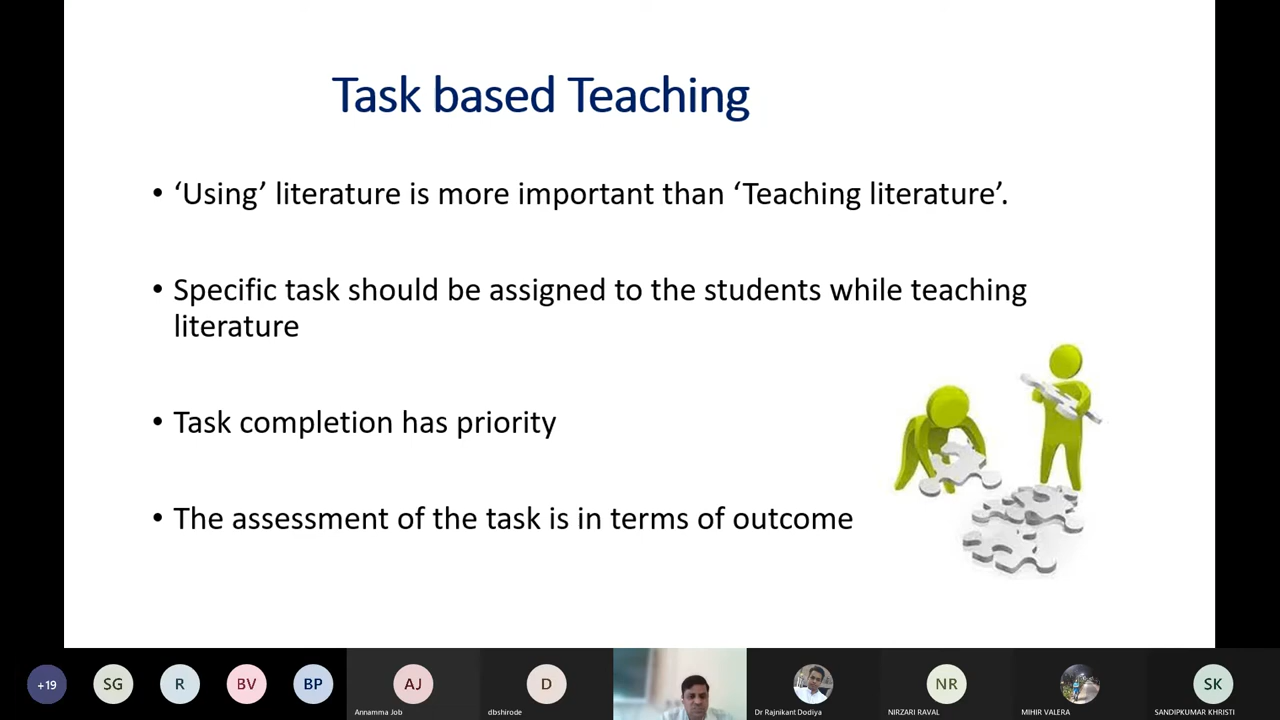 Task based Teaching
• ‘Using’ literature is more important than ‘Teaching literature’.
• Specific task should be assigned to the students while teaching
literature
• Task completion has priority
• The assessment of the task is in terms of outcome
+19
SG
R
BV
BP
AJ
D
NR
SK
Annamma Job
dbshirode
Dr Rajnikant Dodiya
NIRZARI RAVAL
MIHIR VALERA
SANDIPKUMAR KHRISTI